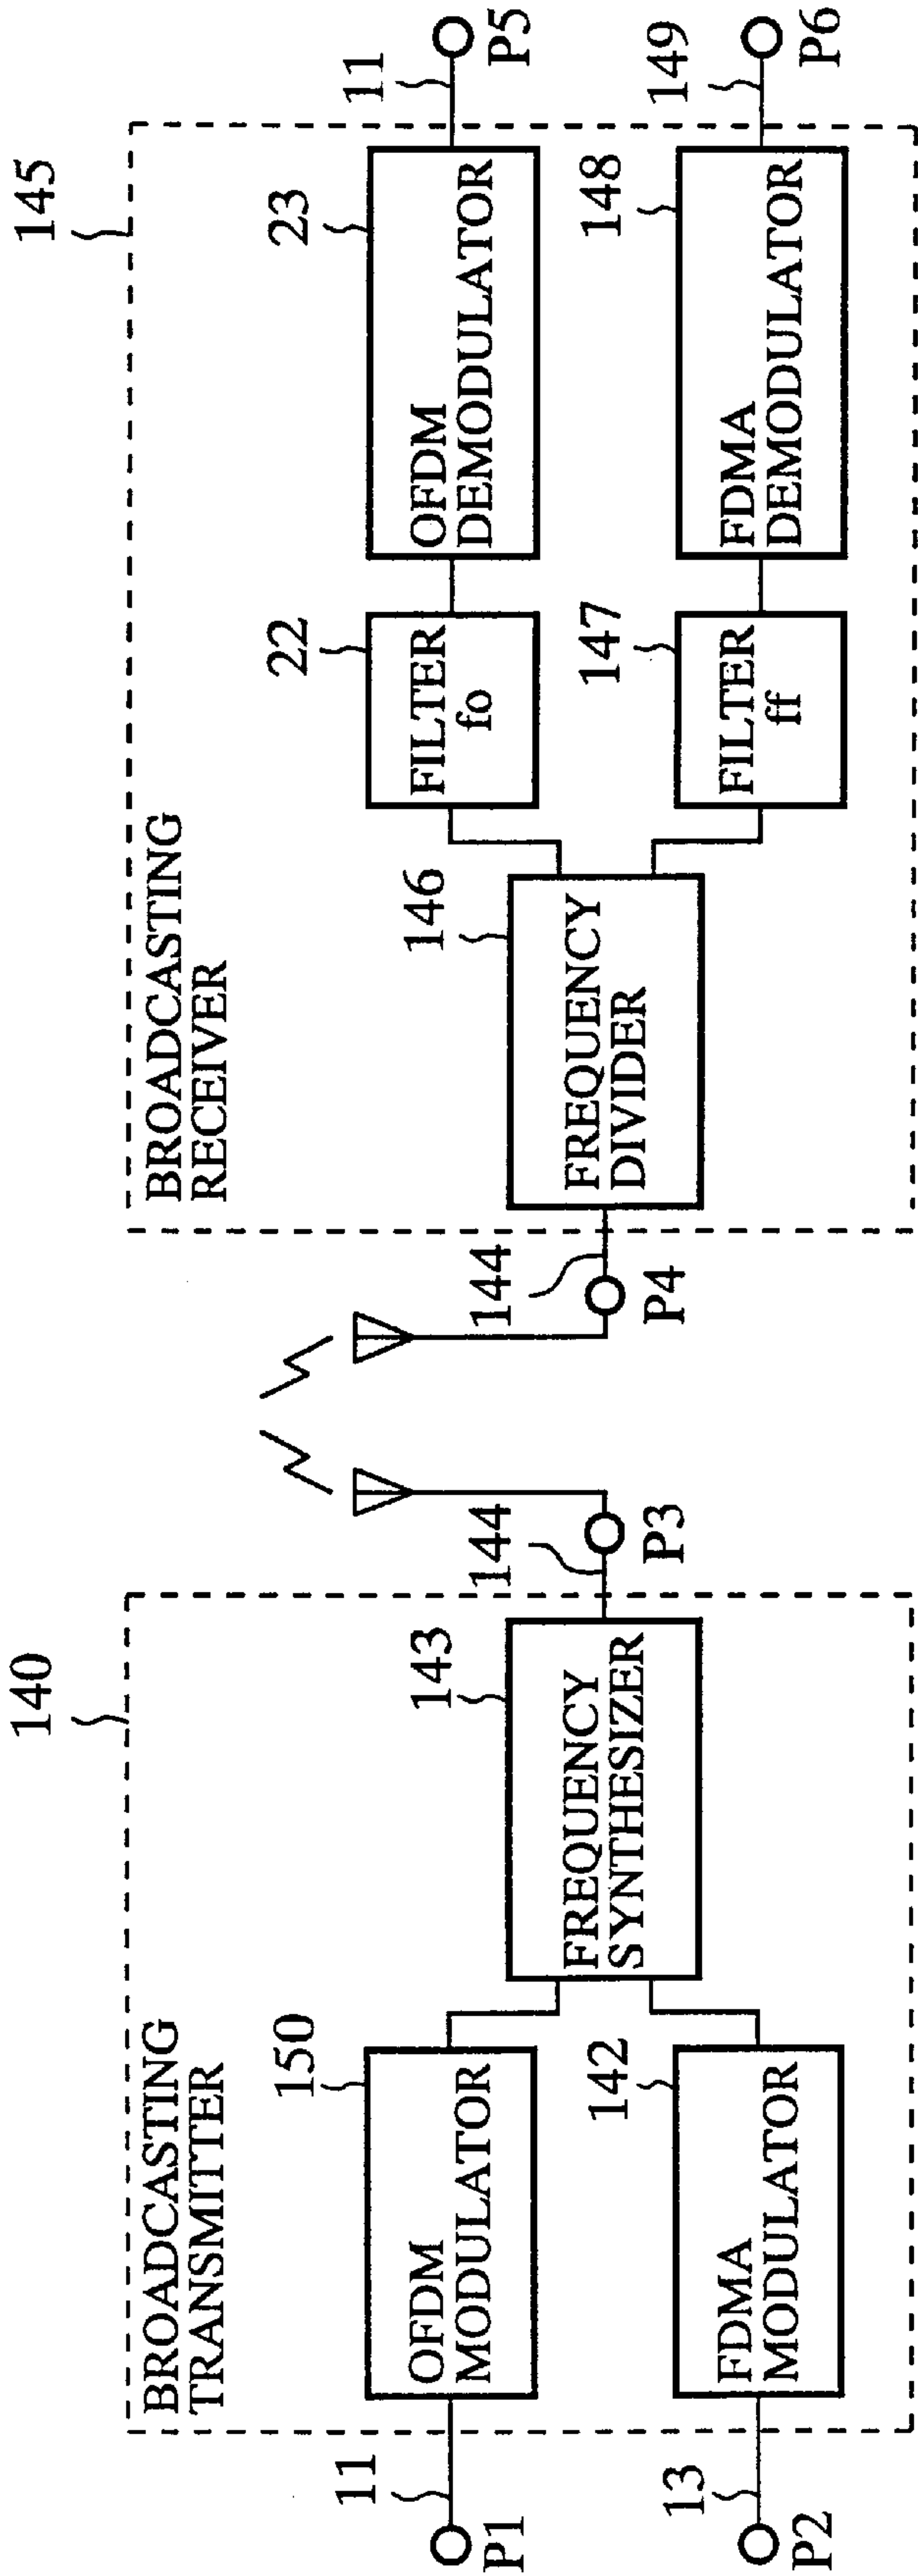 140
BROADCASTING
TRANSMITTER
P1
11
150
OFDM
MODULATOR
P2
13
142
FDMA
MODULATOR
143
FREQUENCY
SYNTHESIZER
144
P3
145
BROADCASTING
RECEIVER
144
P4
146
FREQUENCY
DIVIDER
22
FILTER
fo
23
OFDM
DEMODULATOR
11
P5
147
FILTER
ff
148
FDMA
DEMODULATOR
149
P6